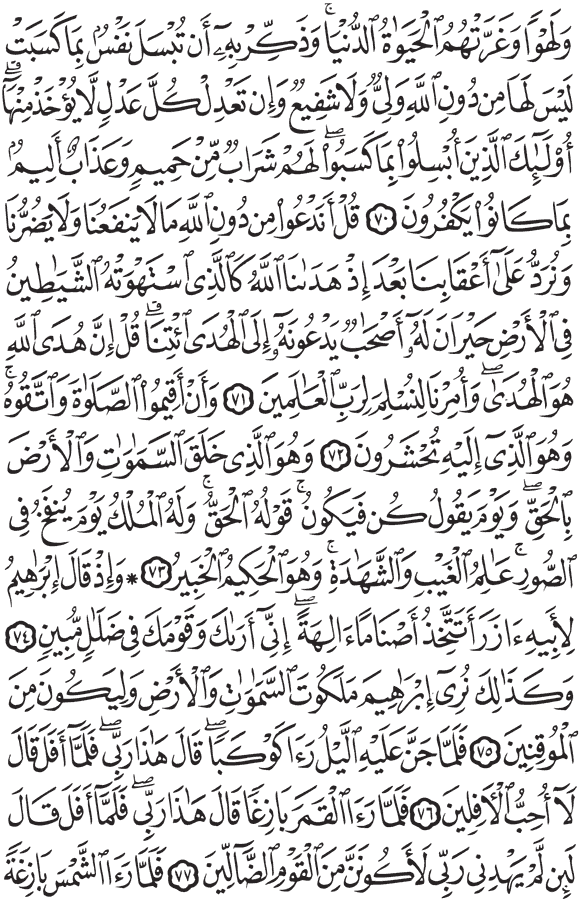 وَلَهْوًا وَغَرَّتْهُمُ ٱلْحَيَوٰةُ ٱلدُّنْيَاۚ وَذَكِّرْ بِهِۦٓ أَن تُبْسَلَ نَفْسٌۢ بِمَا كَسَبَتْ
لَيْسَ لَهَا مِن دُونِ ٱللَّهِ وَلِىٌّ وَلَا شَفِيعٌ وَإِن تَعْدِلْ كُلَّ عَدْلٍ لَّا يُؤْخَذْ مِنْهَآۗ
أُو۟لَٰٓئِكَ ٱلَّذِينَ أُبْسِلُوا۟ بِمَا كَسَبُوا۟ۖ لَهُمْ شَرَابٌ مِّنْ حَمِيمٍ وَعَذَابٌ أَلِيمٌۢ
بِمَا كَانُوا۟ يَكْفُرُونَ ٧٠ قُلْ أَنَدْعُوا۟ مِن دُونِ ٱللَّهِ مَا لَا يَنفَعُنَا وَلَا يَضُرُّنَا
وَنُرَدُّ عَلَىٰٓ أَعْقَابِنَا بَعْدَ إِذْ هَدَىٰنَا ٱللَّهُ كَٱلَّذِى ٱسْتَهْوَتْهُ ٱلشَّيَٰطِينُ
فِى ٱلْأَرْضِ حَيْرَانَ لَهُۥٓ أَصْحَٰبٌ يَدْعُونَهُۥٓ إِلَى ٱلْهُدَى ٱئْتِنَاۗ قُلْ إِنَّ هُدَى ٱللَّهِ
هُوَ ٱلْهُدَىٰۖ وَأُمِرْنَا لِنُسْلِمَ لِرَبِّ ٱلْعَٰلَمِينَ ٧١ وَأَنْ أَقِيمُوا۟ ٱلصَّلَوٰةَ وَٱتَّقُوهُۚ
وَهُوَ ٱلَّذِىٓ إِلَيْهِ تُحْشَرُونَ ٧٢ وَهُوَ ٱلَّذِى خَلَقَ ٱلسَّمَٰوَٰتِ وَٱلْأَرْضَ
بِٱلْحَقِّۖ وَيَوْمَ يَقُولُ كُن فَيَكُونُۚ قَوْلُهُ ٱلْحَقُّۚ وَلَهُ ٱلْمُلْكُ يَوْمَ يُنفَخُ فِى
ٱلصُّورِۚ عَٰلِمُ ٱلْغَيْبِ وَٱلشَّهَٰدَةِۚ وَهُوَ ٱلْحَكِيمُ ٱلْخَبِيرُ ٧٣ * وَإِذْ قَالَ إِبْرَٰهِيمُ
لِأَبِيهِ ءَازَرَ أَتَتَّخِذُ أَصْنَامًا ءَالِهَةًۖ إِنِّىٓ أَرَىٰكَ وَقَوْمَكَ فِى ضَلَٰلٍ مُّبِينٍ ٧٤
وَكَذَٰلِكَ نُرِىٓ إِبْرَٰهِيمَ مَلَكُوتَ ٱلسَّمَٰوَٰتِ وَٱلْأَرْضِ وَلِيَكُونَ مِنَ
ٱلْمُوقِنِينَ ٧٥ فَلَمَّا جَنَّ عَلَيْهِ ٱلَّيْلُ رَءَا كَوْكَبًاۖ قَالَ هَٰذَا رَبِّىۖ فَلَمَّآ أَفَلَ قَالَ
لَآ أُحِبُّ ٱلْءَافِلِينَ ٧٦ فَلَمَّا رَءَا ٱلْقَمَرَ بَازِغًا قَالَ هَٰذَا رَبِّىۖ فَلَمَّآ أَفَلَ قَالَ
لَئِن لَّمْ يَهْدِنِى رَبِّى لَأَكُونَنَّ مِنَ ٱلْقَوْمِ ٱلضَّآلِّينَ ٧٧ فَلَمَّا رَءَا ٱلشَّمْسَ بَازِغَةً